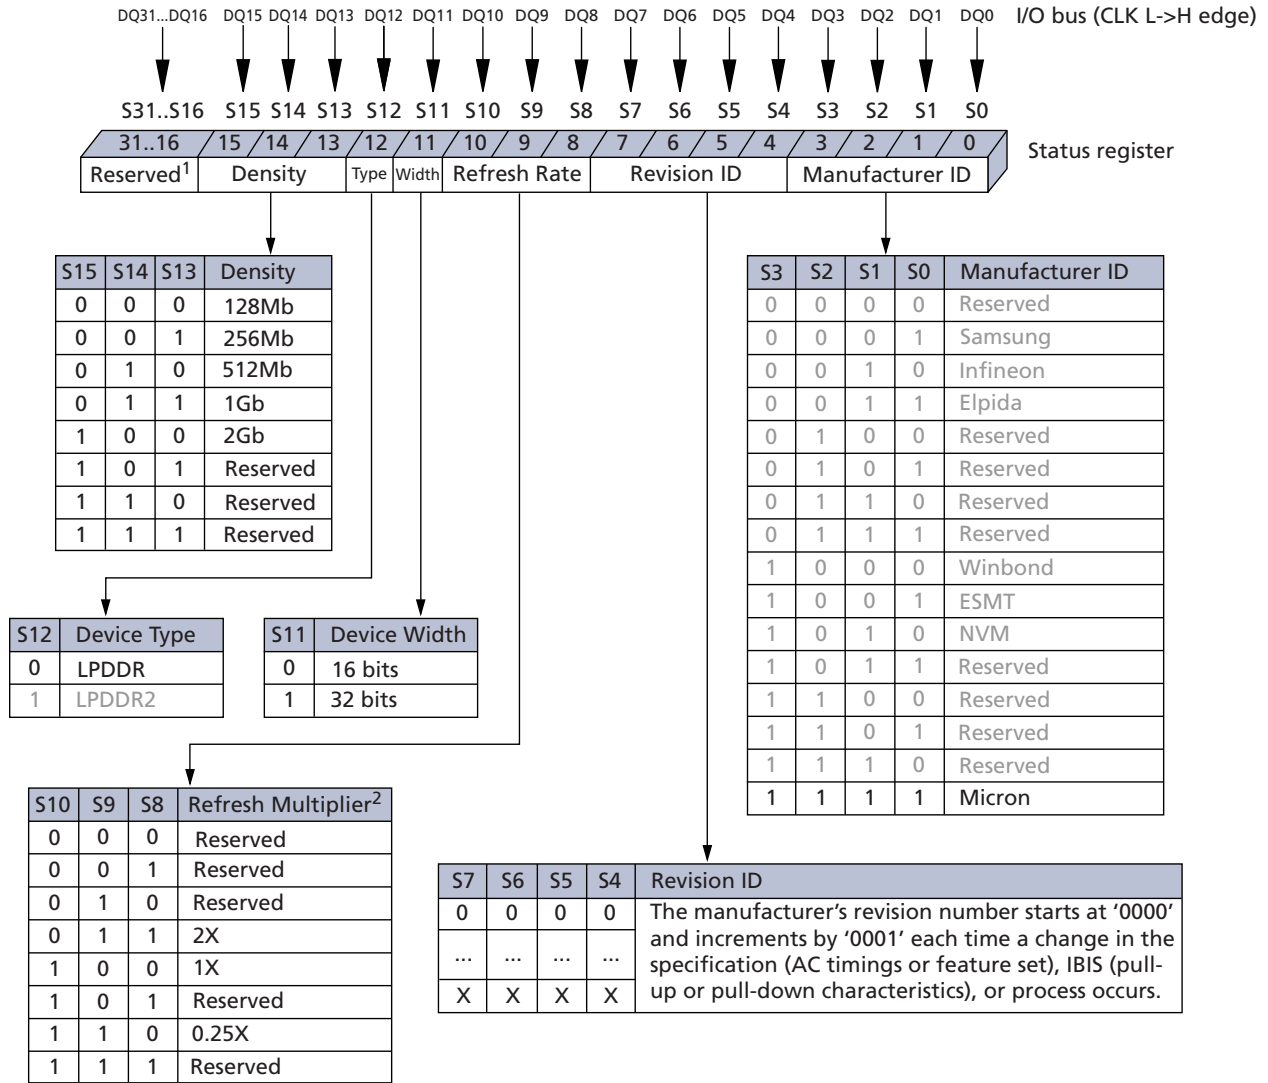 DQ31...DQ16 DQ15 DQ14 DQ13 DQ12 DQ11 DQ10 DQ9 DQ8 DQ7 DQ6 DQ5 DQ4 DQ3 DQ2 DQ1 DQ0 I/O bus (CLK L->H edge)
S31..S16 S15 S14 S13 S12 S11 S10 S9 S8 S7 S6 S5 S4 S3 S2 S1 S0
31..16 15 14 13 12 11 10 9 8 7 6 5 4 3 2 1 0 Status register
Reserved1 Density Type Width Refresh Rate Revision ID Manufacturer ID
S15 S14 S13 Density
0 0 0 128Mb
0 0 1 256Mb
0 1 0 512Mb
0 1 1 1Gb
1 0 0 2Gb
1 0 1 Reserved
1 1 0 Reserved
1 1 1 Reserved
S3 S2 S1 S0 Manufacturer ID
0 0 0 0 Reserved
0 0 0 1 Samsung
0 0 1 0 Infineon
0 0 1 1 Elpida
0 1 0 0 Reserved
0 1 0 1 Reserved
0 1 1 0 Reserved
0 1 1 1 Reserved
1 0 0 0 Winbond
1 0 0 1 ESMT
1 0 1 0 NVM
1 0 1 1 Reserved
1 1 0 0 Reserved
1 1 0 1 Reserved
1 1 1 0 Reserved
1 1 1 1 Micron
S12 Device Type
0 LPDDR
1 LPDDR2
S11 Device Width
0 16 bits
1 32 bits
S10 S9 S8 Refresh Multiplier2
0 0 0 Reserved
0 0 1 Reserved
0 1 0 Reserved
0 1 1 2X
1 0 0 1X
1 0 1 Reserved
1 1 0 0.25X
1 1 1 Reserved
S7 S6 S5 S4 Revision ID
0 0 0 0 The manufacturer’s revision number starts at ‘0000’
and increments by ‘0001’ each time a change in the
... ... ... ... specification (AC timings or feature set), IBIS (pull-
X X X X up or pull-down characteristics), or process occurs.